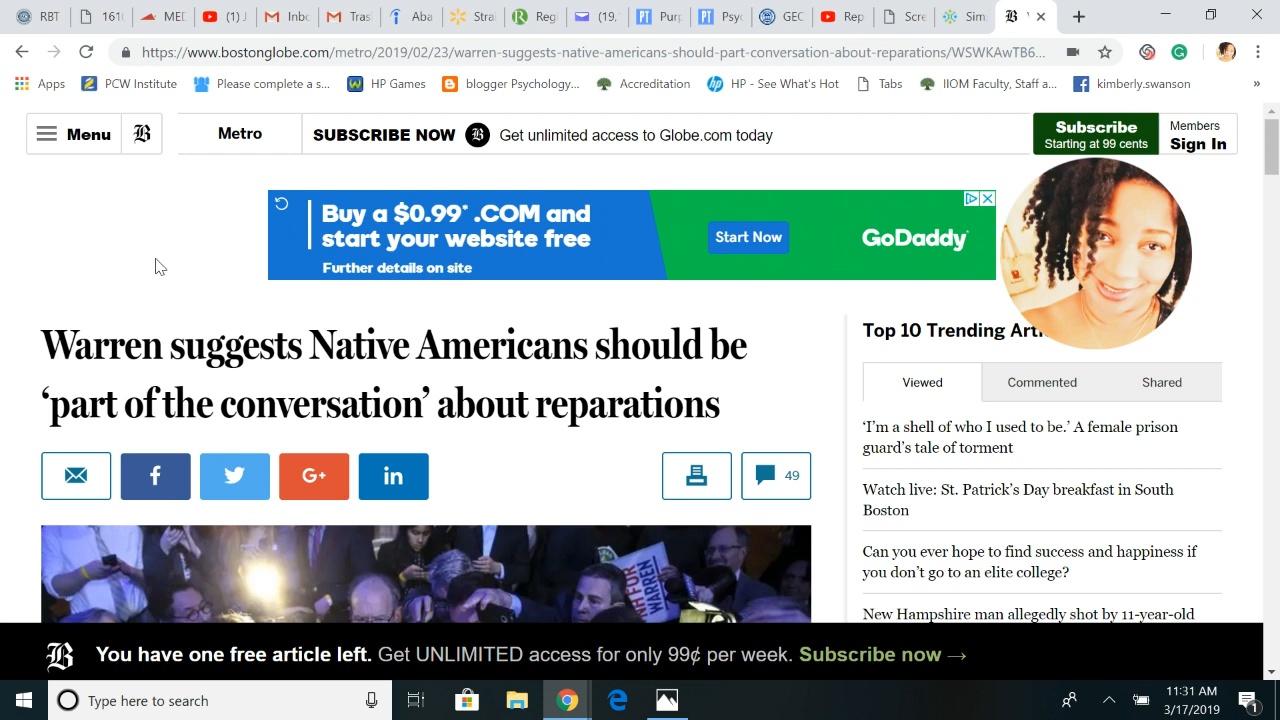 RBT
161(
MED
(1) J
Inbo
Tras
Aba
Stra
Reg
(19,
Purp
Psyc
GEC
Rep
Scre
Sim
https://www.bostonglobe.com/metro/2019/02/23/warren-suggests-native-americans-should-part-conversation-about-reparations/WSWKAwTB6...
Apps
PCW Institute
Please complete a s...
HP Games
blogger Psychology...
Accreditation
HP - See What's Hot
Tabs
IIOM Faculty, Staff a...
kimberly.swanson
»
Menu
B
Metro
SUBSCRIBE NOW B Get unlimited access to Globe.com today
Subscribe
Starting at 99 cents
Members
Sign In
Buy a $0.99* .COM and
start your website free
Further details on site
Start Now
GoDaddy
Warren suggests Native Americans should be
‘part of the conversation’ about reparations
f
G+
in
49
Top 10 Trending Arti
Viewed
Commented
Shared
‘I’m a shell of who I used to be.’ A female prison
guard’s tale of torment
Watch live: St. Patrick’s Day breakfast in South
Boston
Can you ever hope to find success and happiness if
you don’t go to an elite college?
New Hampshire man allegedly shot by 11-year-old
WARREN
B
You have one free article left. Get UNLIMITED access for only 99¢ per week. Subscribe now →
Type here to search
11:31 AM
3/17/2019
1